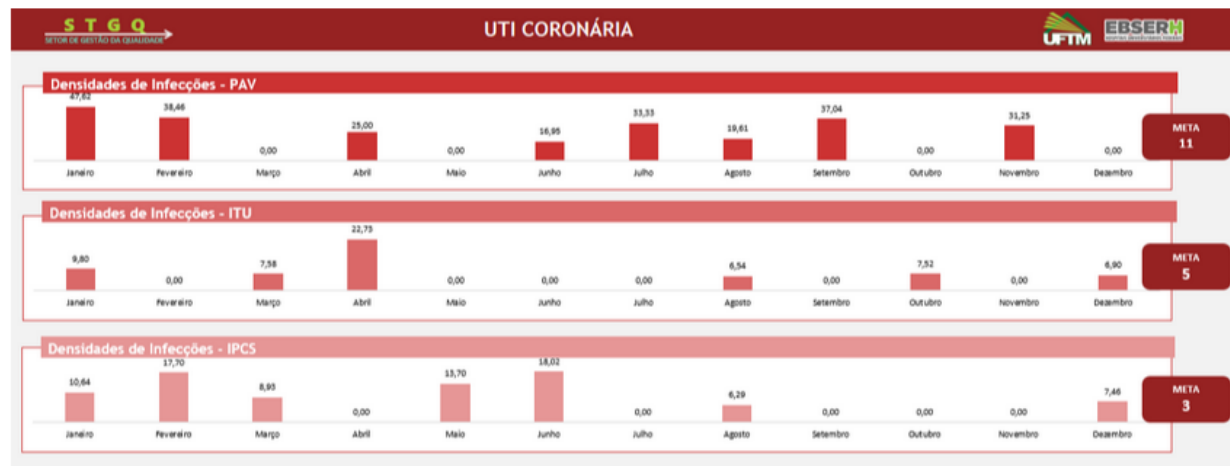 S T G Q
SETOR DE GESTÃO DA QUALIDADE
UTI CORONÁRIA
UFTM
EBSERH
Densidades de Infecções - PAV
47,62 38,46 0,00 25,00 0,00 16,95 33,33 19,61 37,04 0,00 31,25 0,00
Janeiro Fevereiro Março Abril Maio Junho Julho Agosto Setembro Outubro Novembro Dezembro
META
11
Densidades de Infecções - ITU
9,80 0,00 7,58 22,73 0,00 0,00 0,00 6,54 0,00 7,52 0,00 6,90
Janeiro Fevereiro Março Abril Maio Junho Julho Agosto Setembro Outubro Novembro Dezembro
META
5
Densidades de Infecções - IPCS
10,64 17,70 8,93 0,00 13,70 18,02 0,00 6,29 0,00 0,00 0,00 7,46
Janeiro Fevereiro Março Abril Maio Junho Julho Agosto Setembro Outubro Novembro Dezembro
META
3